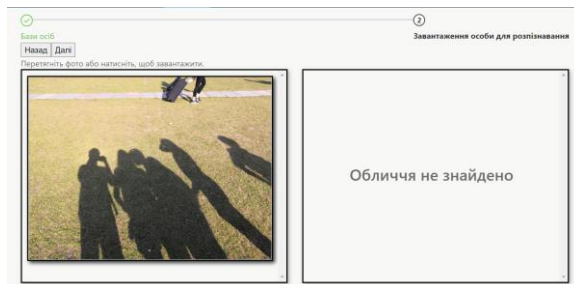 2
Бази осіб
Завантаження особи для розпізнавання
Назад Далі
Перетягніть фото або натисніть, щоб завантажити.
Обличчя не знайдено